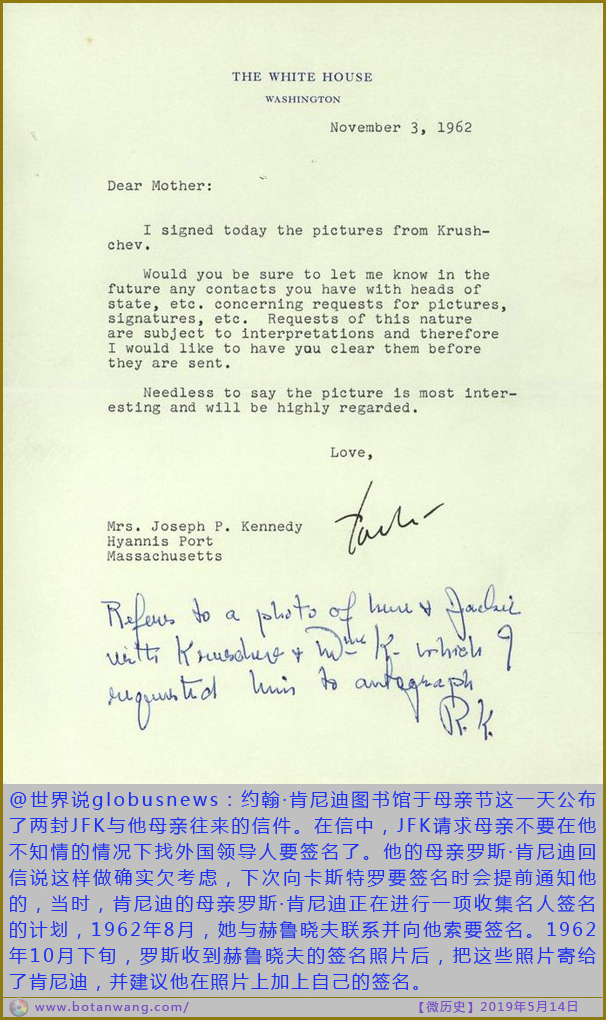 THE WHITE HOUSE
WASHINGTON
November 3, 1962
Dear Mother:
I signed today the pictures from Krush-
chev.
Would you be sure to let me know in the
future any contacts you have with heads of
state, etc. concerning requests for pictures,
signatures, etc. Requests of this nature
are subject to interpretations and therefore
I would like to have you clear them before
they are sent.
Needless to say the picture is most inter-
esting and will be highly regarded.
Love,
Mrs. Joseph P. Kennedy
Hyannis Port
Massachusetts
Refers to a photo of him & Jackie
with & Mme K. which I
requested him to autograph
R. K.
@世界说globusnews：约翰·肯尼迪图书馆于母亲节这一天公布
了两封JFK与他母亲往来的信件。在信中，JFK请求母亲不要在他
不知情的情况下找外国领导人要签名了。他的母亲罗斯·肯尼迪回
信说这样做确实欠考虑，下次向卡斯特罗要签名时会提前通知他
的，当时，肯尼迪的母亲罗斯·肯尼迪正在进行一项收集名人签名
的计划，1962年8月，她与赫鲁晓夫联系并向他索要签名。1962
年10月下旬，罗斯收到赫鲁晓夫的签名照片后，把这些照片寄给
了肯尼迪，并建议他在照片上加上自己的签名。
www.botanwang.com/
【微历史】2019年5月14日